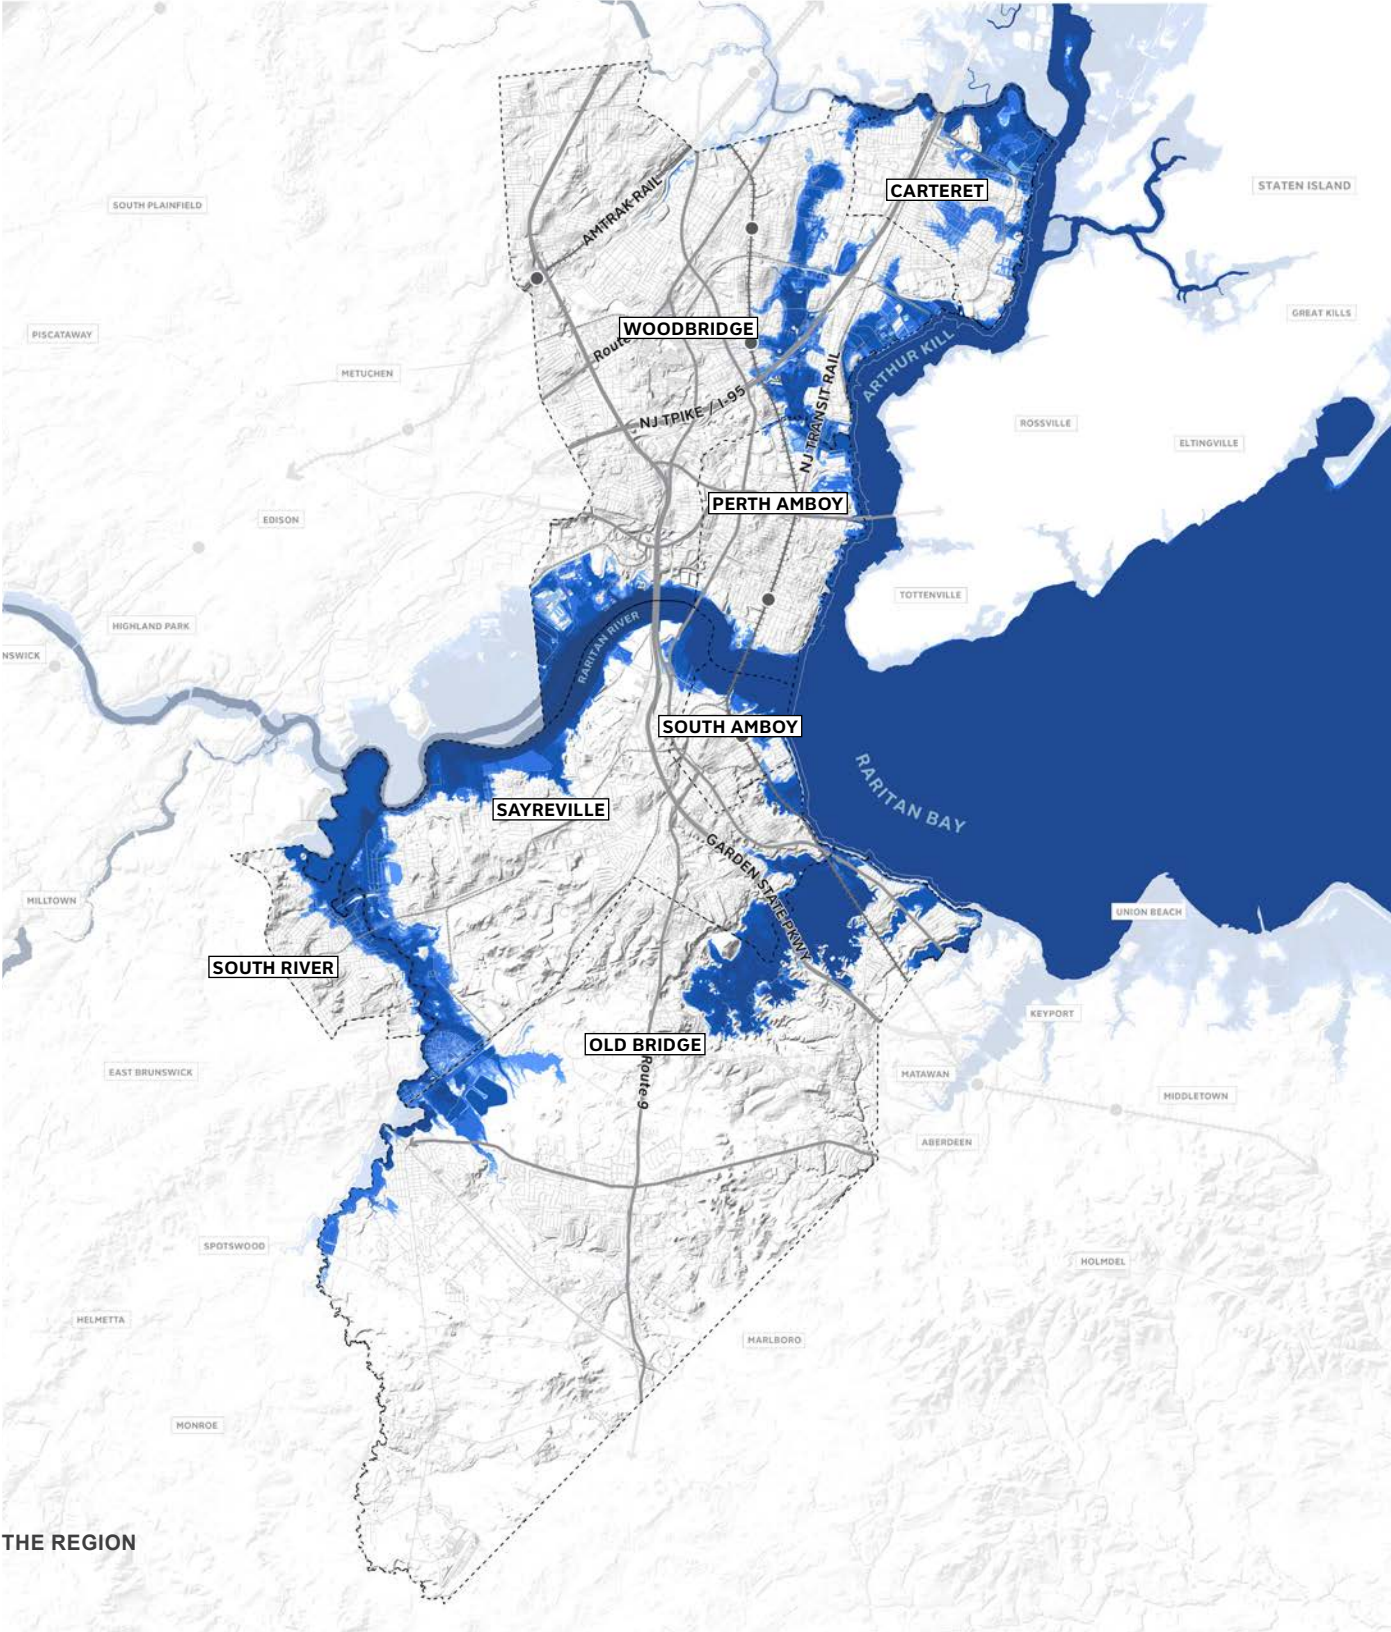 CARTERET
STATEN ISLAND
SOUTH PLAINFIELD
AMTRAK RAIL
GREAT KILLS
WOODBRIDGE
PISCATAWAY
Route
ARTHUR KILL
METUCHEN
NJ TPIKE / I-95
NJ TRANSIT RAIL
ROSSVILLE
ELTINGVILLE
PERTH AMBOY
EDISON
TOTTENVILLE
HIGHLAND PARK
RARITAN RIVER
NSWICK
SOUTH AMBOY
RARITAN BAY
SAYREVILLE
GARDEN STATE PKWY
MILLTOWN
UNION BEACH
SOUTH RIVER
KEYPORT
OLD BRIDGE
EAST BRUNSWICK
MATAWAN
Route 9
MIDDLETOWN
ABERDEEN
SPOTSWOOD
HOLMDEL
HELMETTA
MARLBORO
MONROE
THE REGION